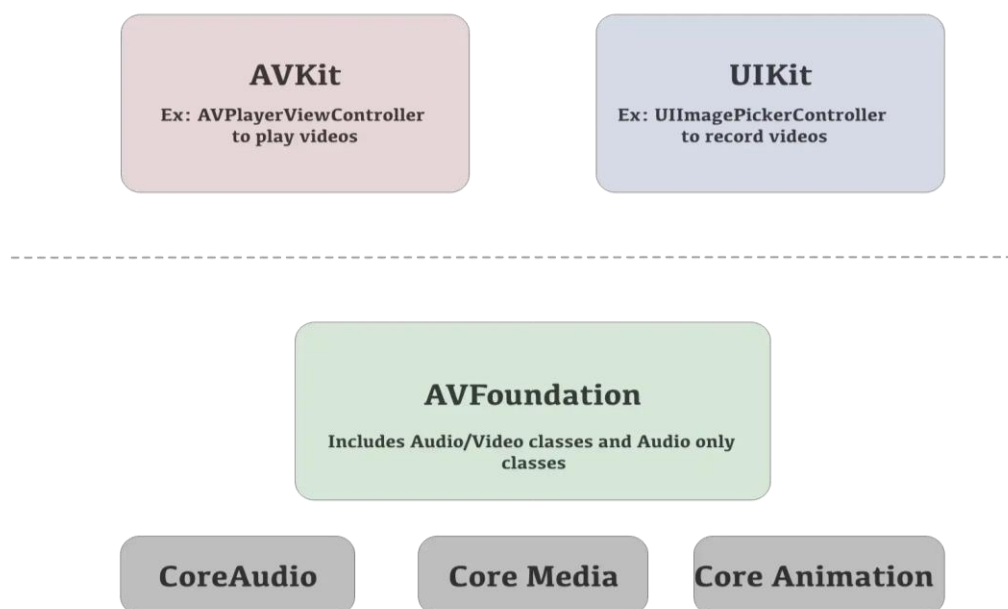 AVKit
Ex: AVPlayerViewController
to play videos
UIKit
Ex: UIImagePickerController
to record videos
AVFoundation
Includes Audio/Video classes and Audio only
classes
CoreAudio
Core Media
Core Animation